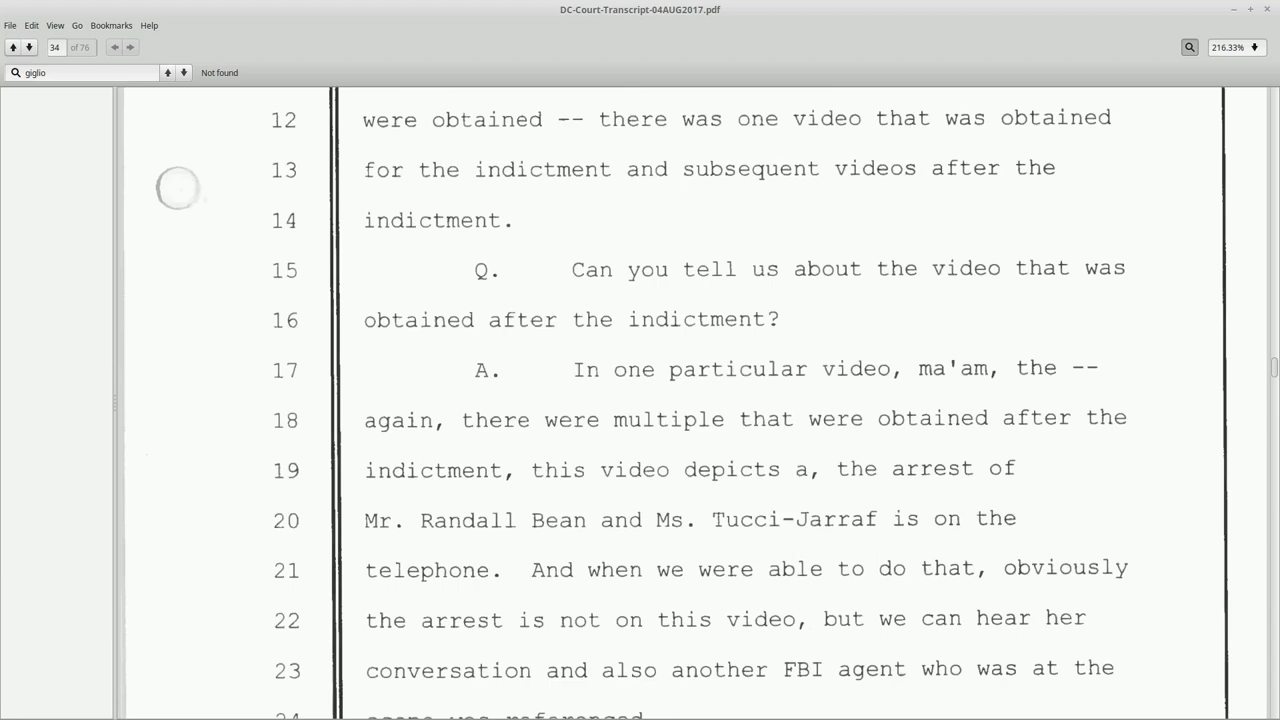 DC-Court-Transcript-04AUG2017.pdf
File Edit View Go Bookmarks Help
34 of 76 216.33%
giglio Not found
12 were obtained -- there was one video that was obtained
13 for the indictment and subsequent videos after the
14 indictment.
15 Q. Can you tell us about the video that was
16 obtained after the indictment?
17 A. In one particular video, ma'am, the --
18 again, there were multiple that were obtained after the
19 indictment, this video depicts a, the arrest of
20 Mr. Randall Bean and Ms. Tucci-Jarraf is on the
21 telephone. And when we were able to do that, obviously
22 the arrest is not on this video, but we can hear her
23 conversation and also another FBI agent who was at the
24 was referenced